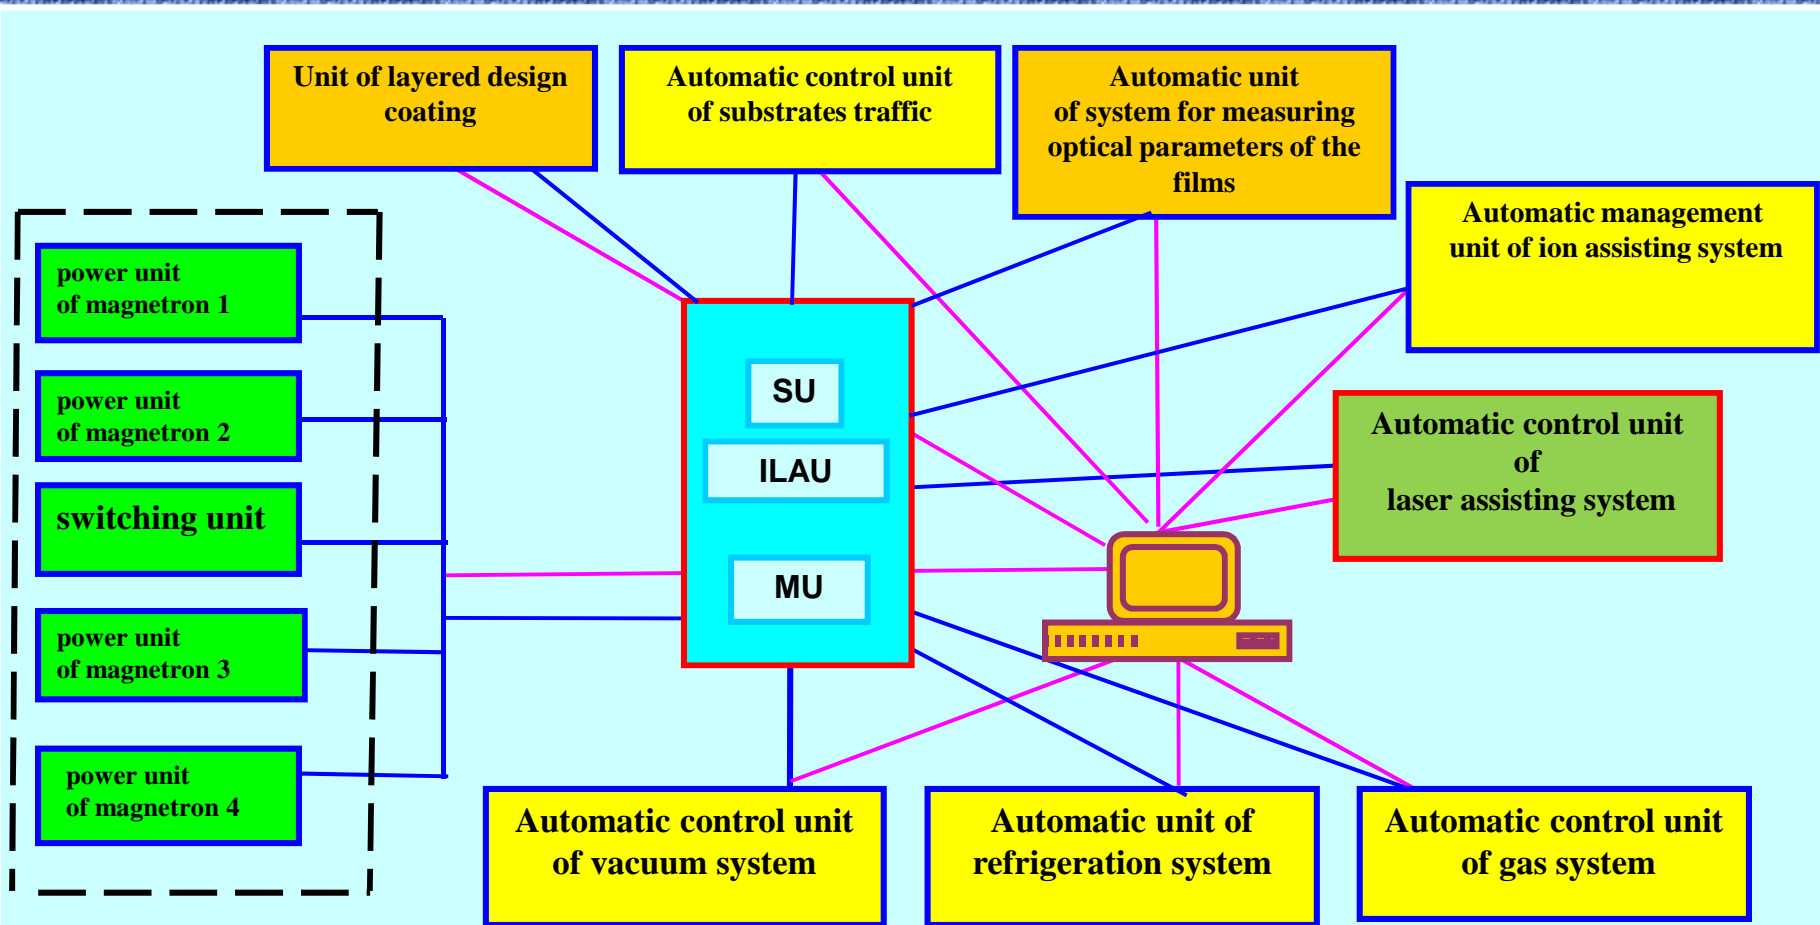 Unit of layered design
coating
Automatic control unit
of substrates traffic
Automatic unit
of system for measuring
optical parameters of the
films
Automatic management
unit of ion assisting system
power unit
of magnetron 1
power unit
of magnetron 2
switching unit
power unit
of magnetron 3
power unit
of magnetron 4
SU
ILAU
MU
Automatic control unit
of
laser assisting system
Automatic control unit
of vacuum system
Automatic unit of
refrigeration system
Automatic control unit
of gas system